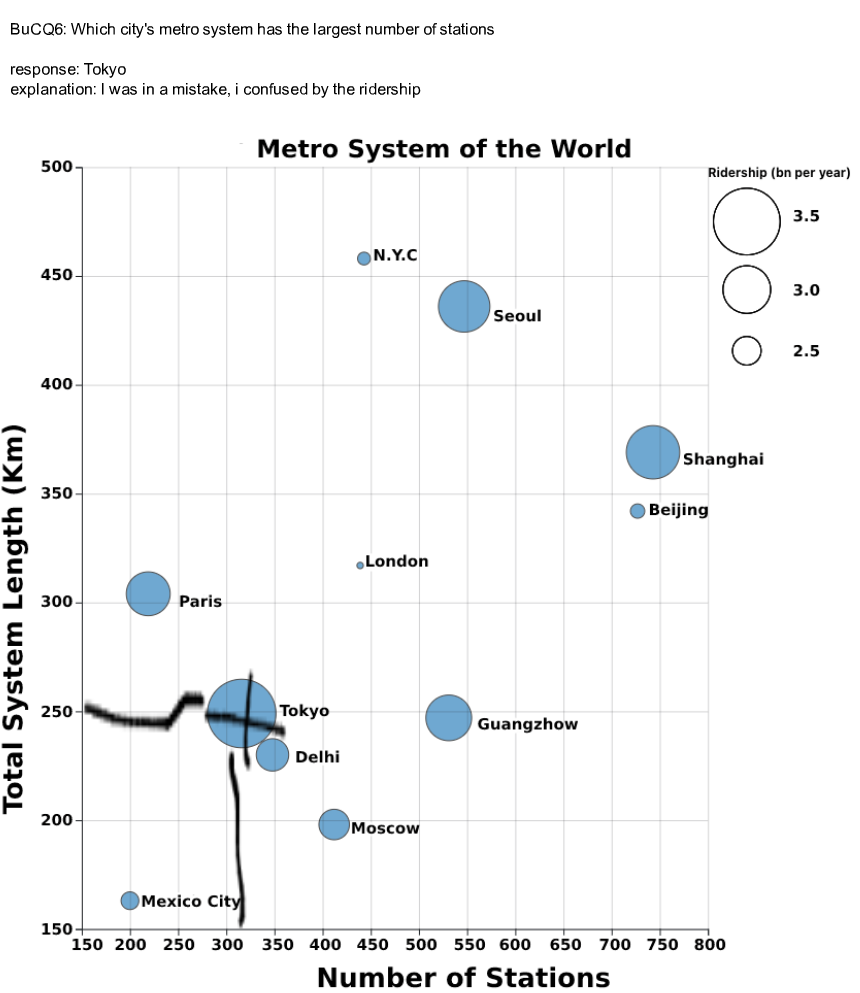 BuCQ6: Which city's metro system has the largest number of stations
response: Tokyo
explanation: I was in a mistake, i confused by the ridership
Metro System of the World
Ridership (bn per year)
3.5
3.0
2.5
Total System Length (Km)
500
450
400
350
300
250
200
150
N.Y.C
Seoul
Shanghai
Beijing
London
Paris
Tokyo
Guangzhow
Delhi
Moscow
Mexico City
150 200 250 300 350 400 450 500 550 600 650 700 750 800
Number of Stations